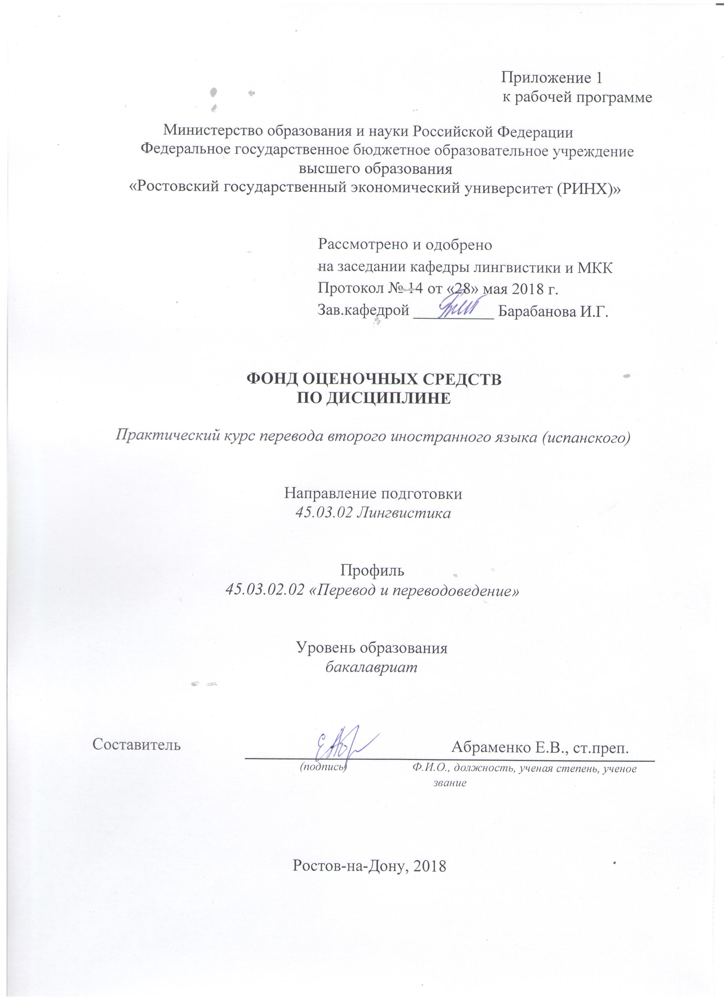 Приложение 1
к рабочей программе
Министерство образования и науки Российской Федерации
Федеральное государственное бюджетное образовательное учреждение
высшего образования
«Ростовский государственный экономический университет (РИНХ)»
Рассмотрено и одобрено
на заседании кафедры лингвистики и МКК
Протокол № 14 от «28» мая 2018 г.
Зав.кафедрой __________ Барабанова И.Г.
ФОНД ОЦЕНОЧНЫХ СРЕДСТВ
ПО ДИСЦИПЛИНЕ
Практический курс перевода второго иностранного языка (испанского)
Направление подготовки
45.03.02 Лингвистика
Профиль
45.03.02.02 «Перевод и переводоведение»
Уровень образования
бакалавриат
Составитель Абраменко Е.В., ст.преп.
(подпись) Ф.И.О., должность, ученая степень, ученое
звание
Ростов-на-Дону, 2018